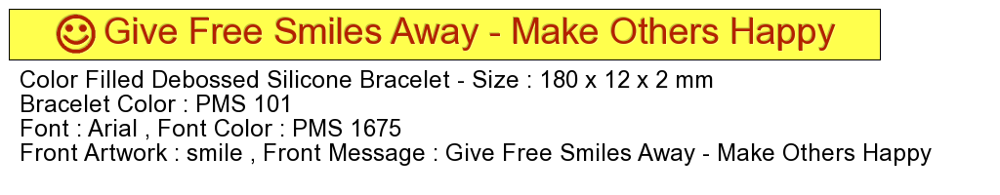 Give Free Smiles Away - Make Others Happy
Color Filled Debossed Silicone Bracelet - Size : 180 x 12 x 2 mm
Bracelet Color : PMS 101
Font : Arial , Font Color : PMS 1675
Front Artwork : smile , Front Message : Give Free Smiles Away - Make Others Happy